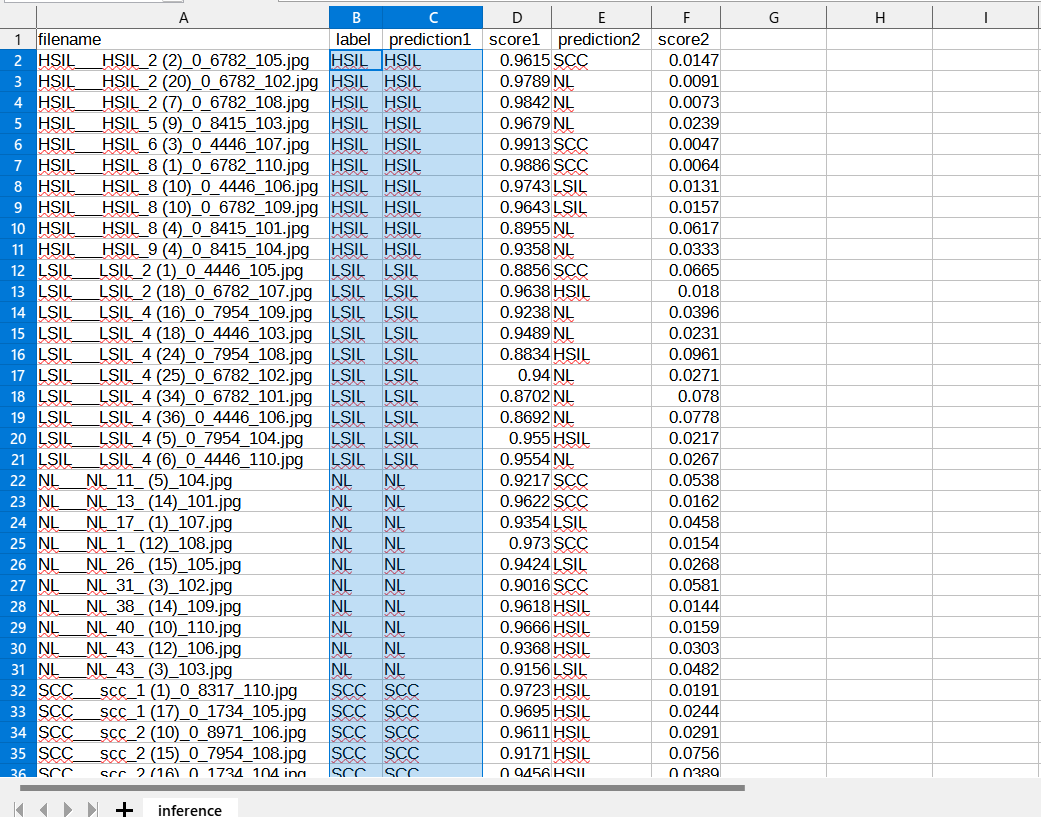 A B C D E F G H I
1 filename label prediction1 score1 prediction2 score2
2 HSIL___HSIL_2 (2)_0_6782_105.jpg HSIL HSIL 0.9615 SCC 0.0147
3 HSIL___HSIL_2 (20)_0_6782_102.jpg HSIL HSIL 0.9789 NL 0.0091
4 HSIL___HSIL_2 (7)_0_6782_108.jpg HSIL HSIL 0.9842 NL 0.0073
5 HSIL___HSIL_5 (9)_0_8415_103.jpg HSIL HSIL 0.9679 NL 0.0239
6 HSIL___HSIL_6 (3)_0_4446_107.jpg HSIL HSIL 0.9913 SCC 0.0047
7 HSIL___HSIL_8 (1)_0_6782_110.jpg HSIL HSIL 0.9886 SCC 0.0064
8 HSIL___HSIL_8 (10)_0_4446_106.jpg HSIL HSIL 0.9743 LSIL 0.0131
9 HSIL___HSIL_8 (10)_0_6782_109.jpg HSIL HSIL 0.9643 LSIL 0.0157
10 HSIL___HSIL_8 (4)_0_8415_101.jpg HSIL HSIL 0.8955 NL 0.0617
11 HSIL___HSIL_9 (4)_0_8415_104.jpg HSIL HSIL 0.9358 NL 0.0333
12 LSIL___LSIL_2 (1)_0_4446_105.jpg LSIL LSIL 0.8856 SCC 0.0665
13 LSIL___LSIL_2 (18)_0_6782_107.jpg LSIL LSIL 0.9638 HSIL 0.018
14 LSIL___LSIL_4 (16)_0_7954_109.jpg LSIL LSIL 0.9238 NL 0.0396
15 LSIL___LSIL_4 (18)_0_4446_103.jpg LSIL LSIL 0.9489 NL 0.0231
16 LSIL___LSIL_4 (24)_0_7954_108.jpg LSIL LSIL 0.8834 HSIL 0.0961
17 LSIL___LSIL_4 (25)_0_6782_102.jpg LSIL LSIL 0.94 NL 0.0271
18 LSIL___LSIL_4 (34)_0_6782_101.jpg LSIL LSIL 0.8702 NL 0.078
19 LSIL___LSIL_4 (36)_0_4446_106.jpg LSIL LSIL 0.8692 NL 0.0778
20 LSIL___LSIL_4 (5)_0_7954_104.jpg LSIL LSIL 0.955 HSIL 0.0217
21 LSIL___LSIL_4 (6)_0_4446_110.jpg LSIL LSIL 0.9554 NL 0.0267
22 NL___NL_11_ (5)_104.jpg NL NL 0.9217 SCC 0.0538
23 NL___NL_13_ (14)_101.jpg NL NL 0.9622 SCC 0.0162
24 NL___NL_17_ (1)_107.jpg NL NL 0.9354 LSIL 0.0458
25 NL___NL_1_ (12)_108.jpg NL NL 0.973 SCC 0.0154
26 NL___NL_26_ (15)_105.jpg NL NL 0.9424 LSIL 0.0268
27 NL___NL_31_ (3)_102.jpg NL NL 0.9016 SCC 0.0581
28 NL___NL_38_ (14)_109.jpg NL NL 0.9618 HSIL 0.0144
29 NL___NL_40_ (10)_110.jpg NL NL 0.9666 HSIL 0.0159
30 NL___NL_43_ (12)_106.jpg NL NL 0.9368 HSIL 0.0303
31 NL___NL_43_ (3)_103.jpg NL NL 0.9156 LSIL 0.0482
32 SCC___scc_1 (1)_0_8317_110.jpg SCC SCC 0.9723 HSIL 0.0191
33 SCC___scc_1 (17)_0_1734_105.jpg SCC SCC 0.9695 HSIL 0.0244
34 SCC___scc_2 (10)_0_8971_106.jpg SCC SCC 0.9611 HSIL 0.0291
35 SCC___scc_2 (15)_0_7954_108.jpg SCC SCC 0.9171 HSIL 0.0756
36 SCC___scc_2 (16)_0_1734_104.jpg SCC SCC 0.9456 HSIL 0.0389
inference